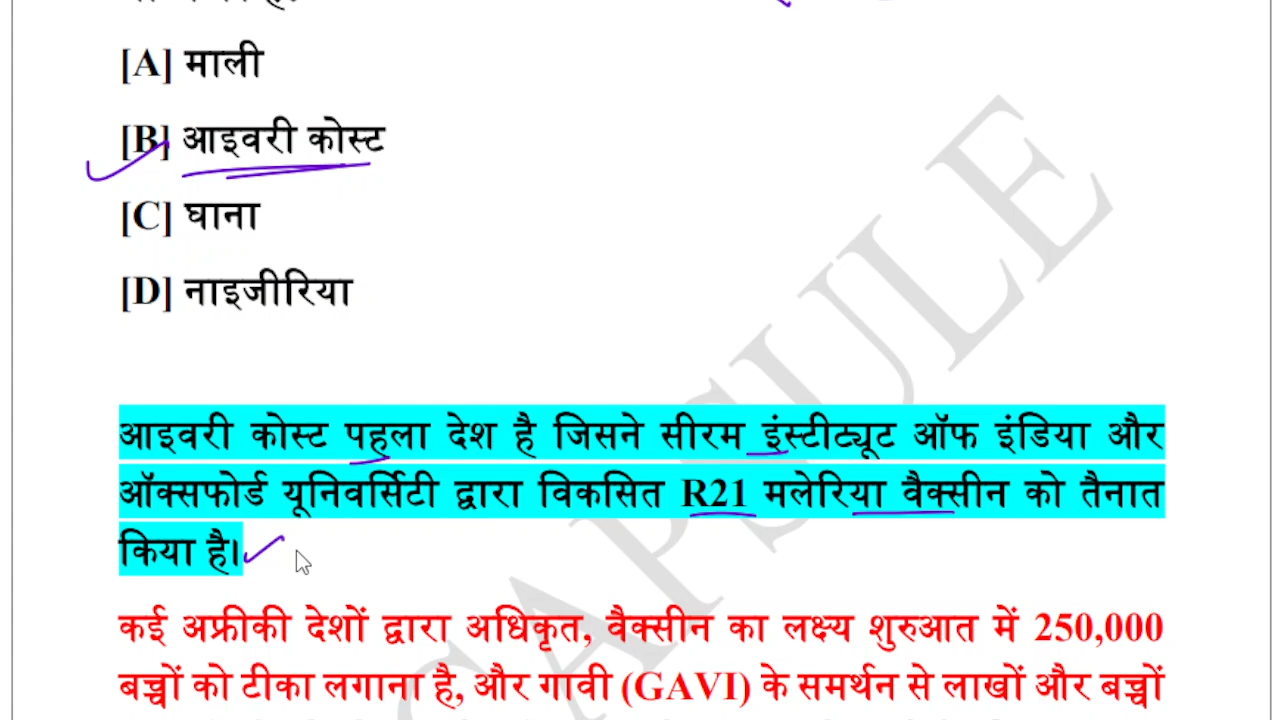 [A] माली
[B] आइवरी कोस्ट
[C] घाना
[D] नाइजीरिया
आइवरी कोस्ट पहला देश है जिसने सीरम इंस्टीट्यूट ऑफ इंडिया और
ऑक्सफोर्ड यूनिवर्सिटी द्वारा विकसित R21 मलेरिया वैक्सीन को तैनात
किया है।
कई अफ्रीकी देशों द्वारा अधिकृत, वैक्सीन का लक्ष्य शुरुआत में 250,000
बच्चों को टीका लगाना है, और गावी (GAVI) के समर्थन से लाखों और बच्चों
CAPSULE